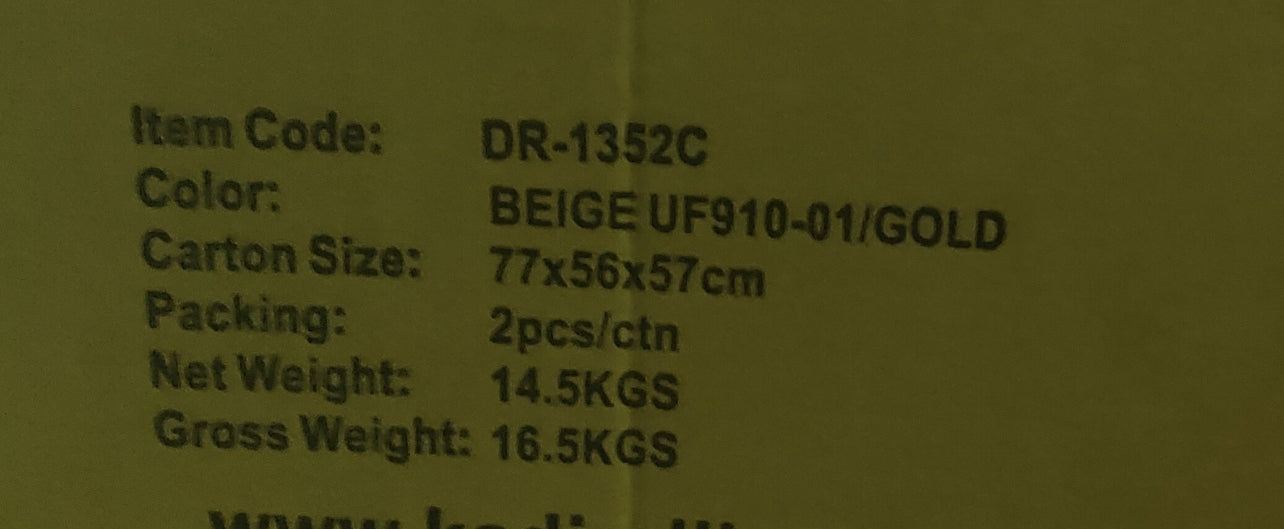 Item Code: DR-1352C
Color: BEIGE UF910-01/GOLD
Carton Size: 77x56x57cm
Packing: 2pcs/ctn
Net Weight: 14.5KGS
Gross Weight: 16.5KGS